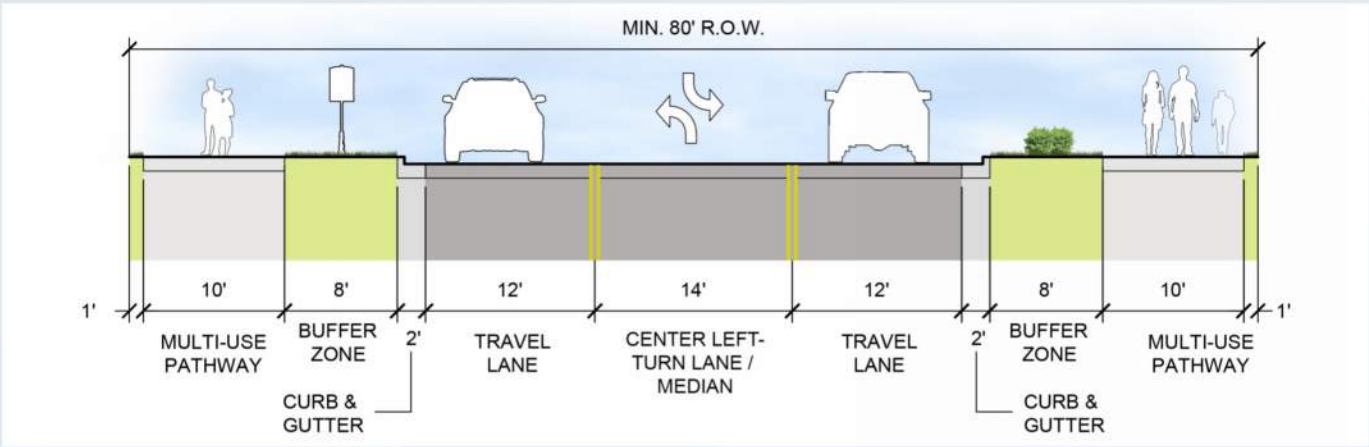 MIN. 80' R.O.W.
1'
10'
8'
2'
12'
14'
12'
2'
8'
10'
1'
MULTI-USE
PATHWAY
BUFFER
ZONE
TRAVEL
LANE
CENTER LEFT-
TURN LANE /
MEDIAN
TRAVEL
LANE
BUFFER
ZONE
MULTI-USE
PATHWAY
CURB &
GUTTER
CURB &
GUTTER